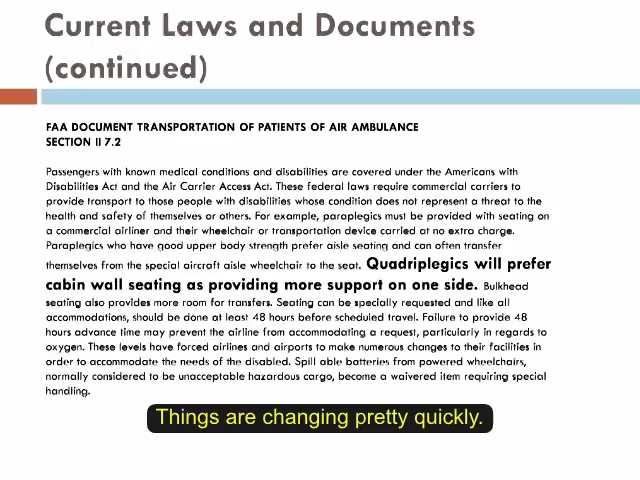 Current Laws and Documents
(continued)
FAA DOCUMENT TRANSPORTATION OF PATIENTS OF AIR AMBULANCE
SECTION II 7.2
Passengers with known medical conditions and disabilities are covered under the Americans with
Disabilities Act and the Air Carrier Access Act. These federal laws require commercial carriers to
provide transport to those people with disabilities whose condition does not represent a threat to the
health and safety of themselves or others. For example, paraplegics must be provided with seating on
a commercial airliner and their wheelchair or transportation device carried at no extra charge.
Paraplegics who have good upper body strength prefer aisle seating and can often transfer
themselves from the special aircraft aisle wheelchair to the seat. Quadriplegics will prefer
cabin wall seating as providing more support on one side. Bulkhead
seating also provides more room for transfers. Seating can be specially requested and like all
accommodations, should be done at least 48 hours before scheduled travel. Failure to provide 48
hours advance time may prevent the airline from accommodating a request, particularly in regards to
oxygen. These levels have forced airlines and airports to make numerous changes to their facilities in
order to accommodate the needs of the disabled. Spill able batteries from powered wheelchairs,
normally considered to be unacceptable hazardous cargo, become a waivered item requiring special
handling.
Things are changing pretty quickly.